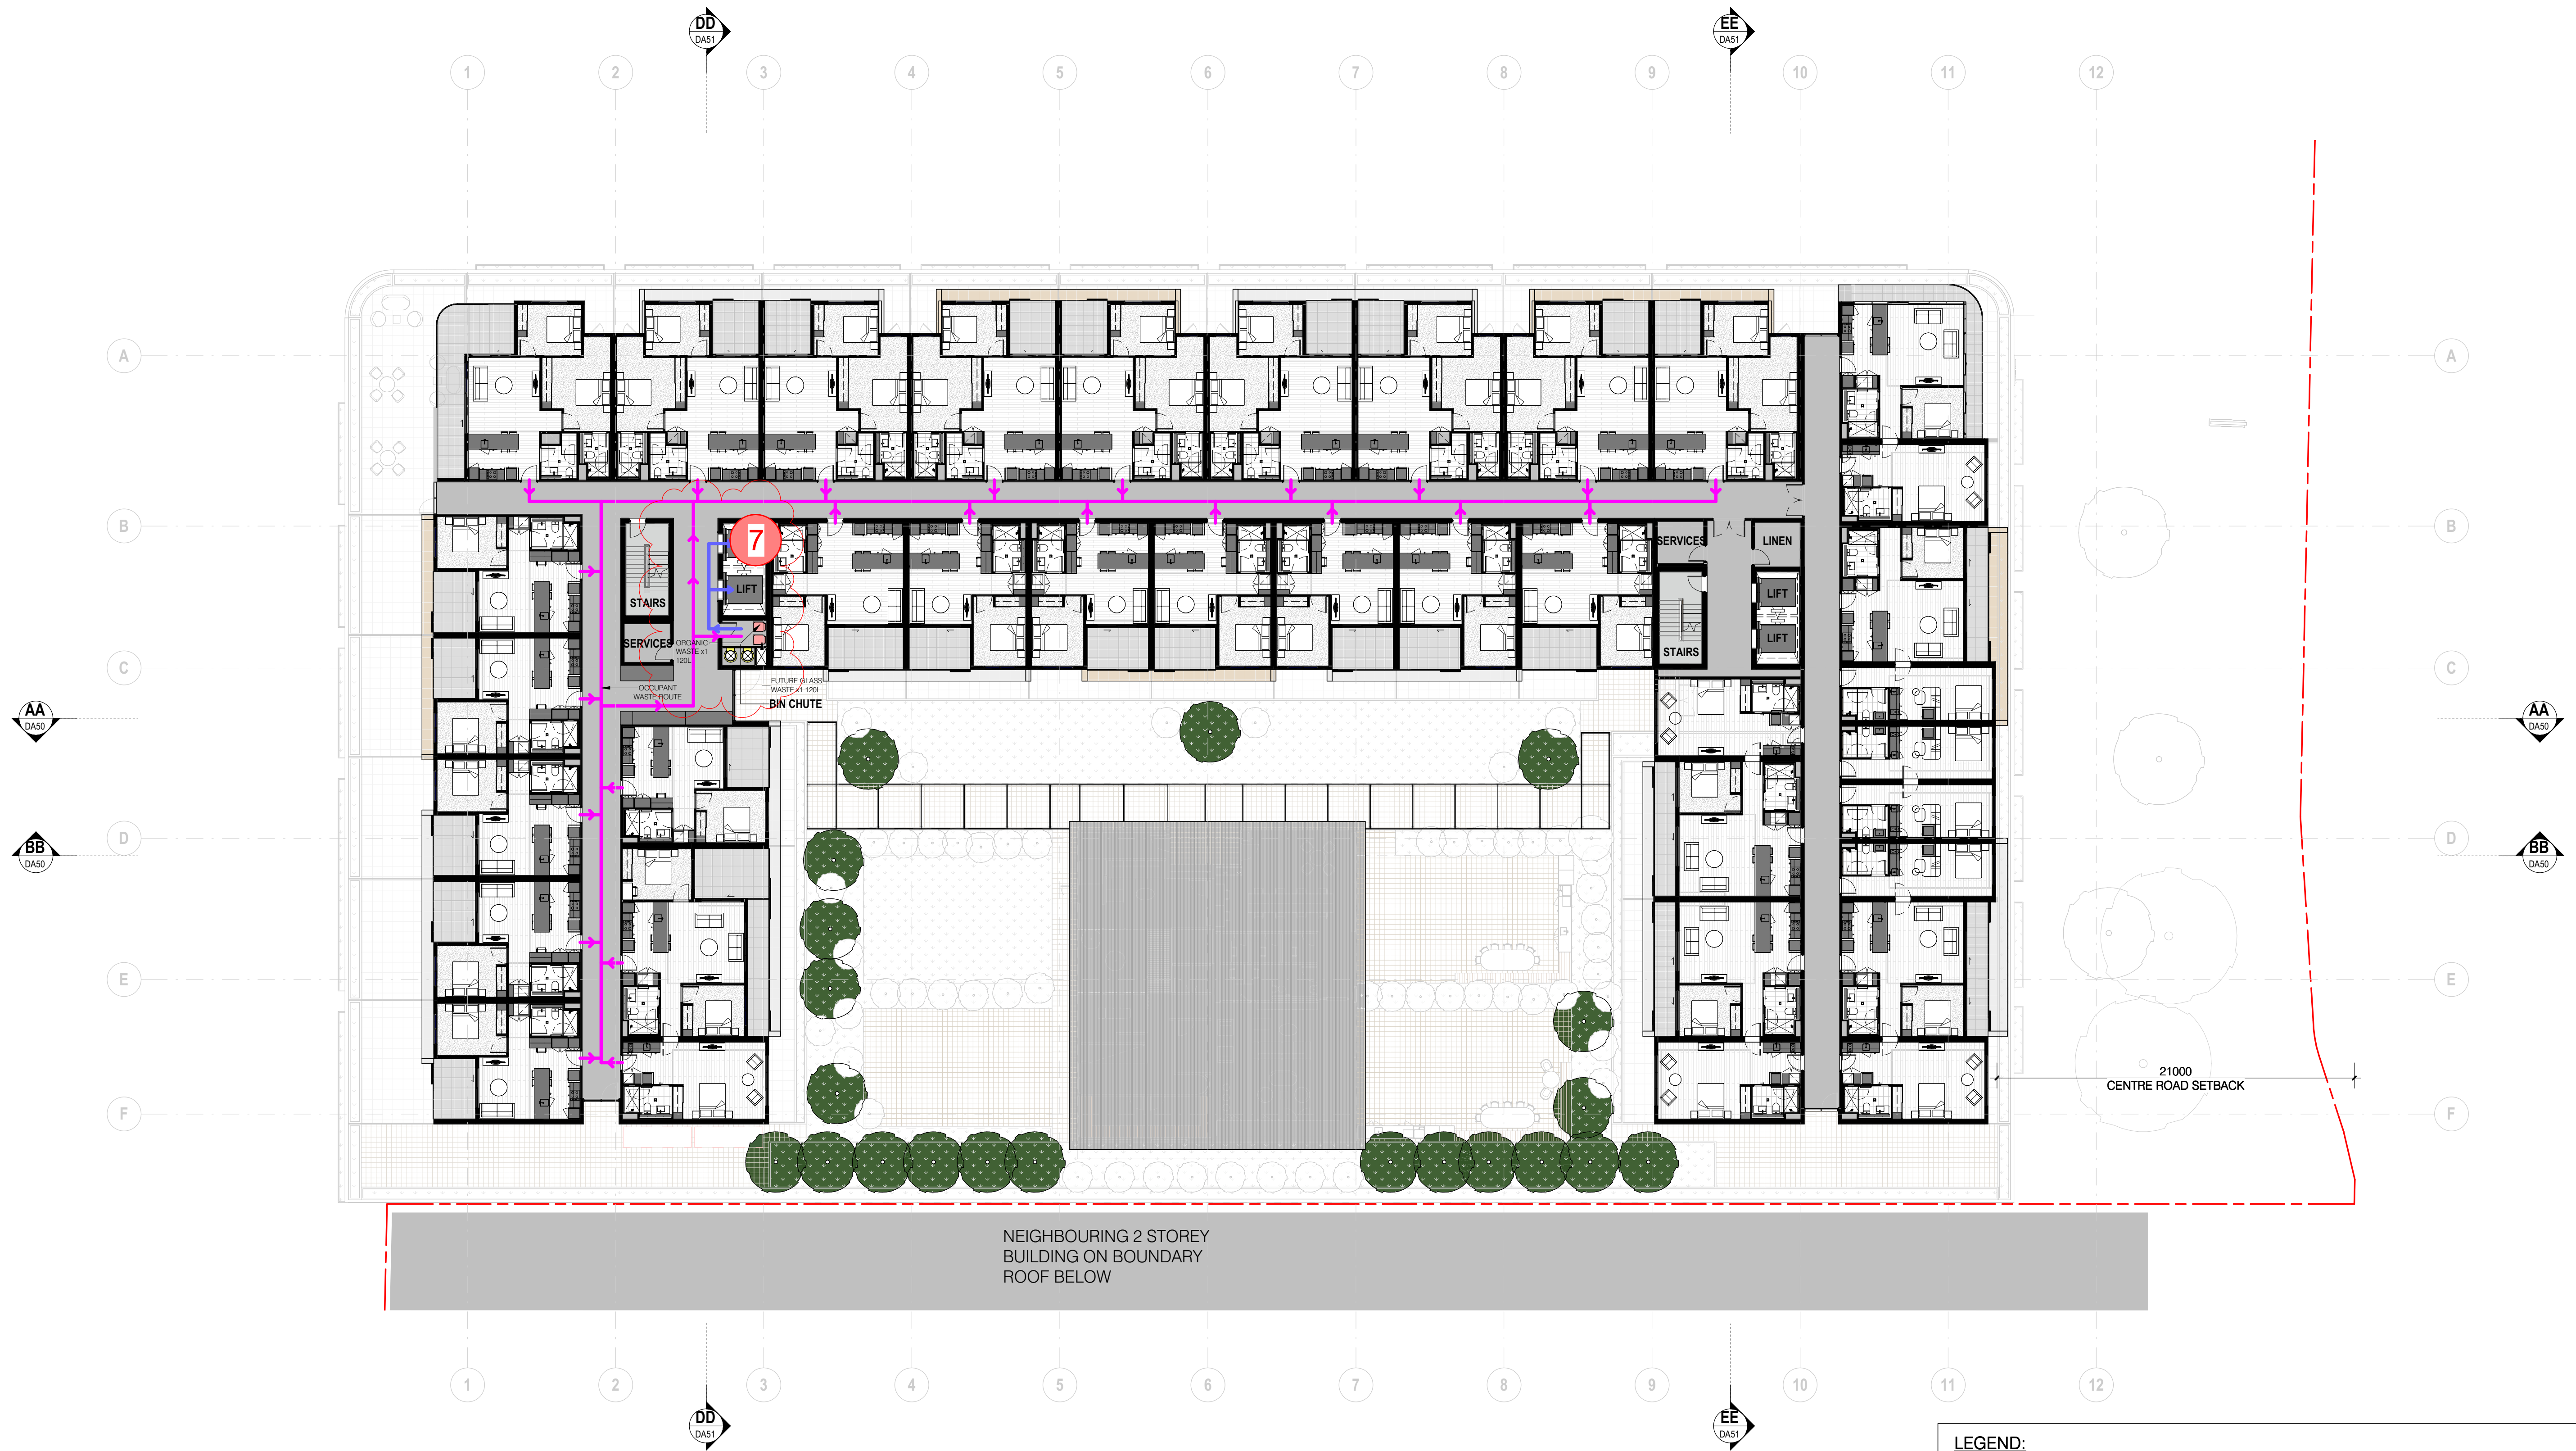 DD
DA51
EE
DA51
1
2
3
4
5
6
7
8
9
10
11
12
A
A
B
B
7
SERVICES
LINEN
LIFT
LIFT
STAIRS
LIFT
STAIRS
SERVICES
ORGANIC
WASTE x1
120L
STAIRS
C
C
OCCUPANT
WASTE ROUTE
FUTURE GLASS
WASTE x1 120L
BIN CHUTE
AA
DA50
AA
DA50
D
D
BB
DA50
BB
DA50
E
E
21000
CENTRE ROAD SETBACK
F
F
NEIGHBOURING 2 STOREY
BUILDING ON BOUNDARY
ROOF BELOW
1
2
3
4
5
6
7
8
9
10
11
12
DD
DA51
EE
DA51
LEGEND: